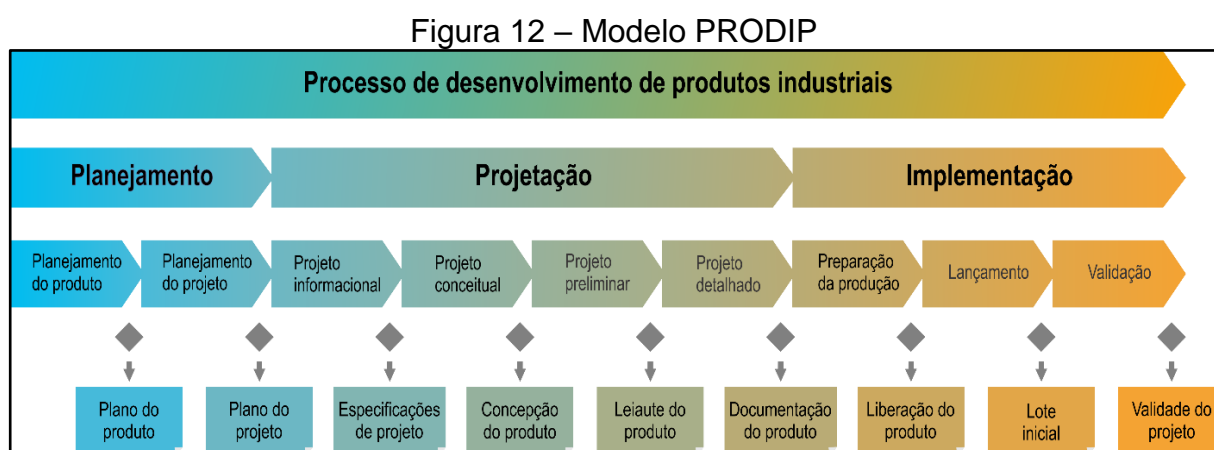 Figura 12 – Modelo PRODIP
Processo de desenvolvimento de produtos industriais
Planejamento
Projetação
Implementação
Planejamento
do produto
Planejamento
do projeto
Projeto
informacional
Projeto
conceitual
Projeto
preliminar
Projeto
detalhado
Preparação
da produção
Lançamento
Validação
Plano do
produto
Plano do
projeto
Especificações
de projeto
Concepção
do produto
Leiaute do
produto
Documentação
do produto
Liberação do
produto
Lote
inicial
Validade do
projeto